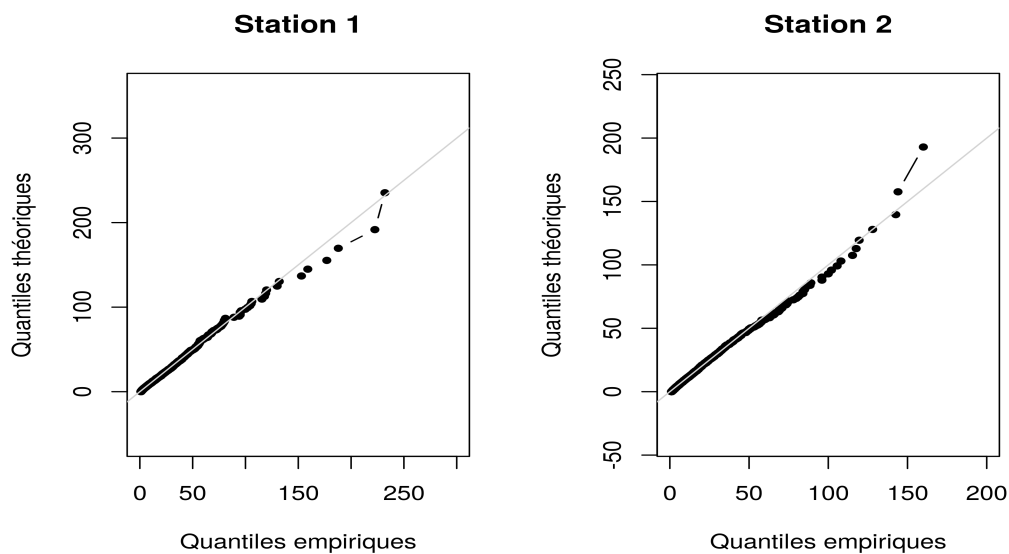 Station 1
Quantiles théoriques
300
200
100
0
0 50 150 250
Quantiles empiriques
Station 2
Quantiles théoriques
250
200
150
100
50
0
-50
0 50 100 150 200
Quantiles empiriques